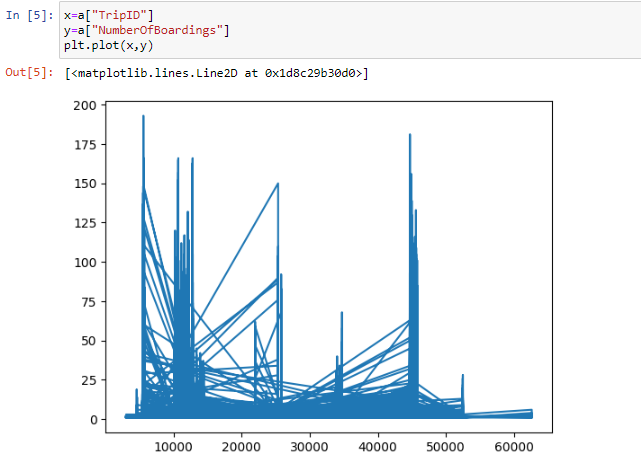 In [5]: x=a["TripID"]
y=a["NumberOfBoardings"]
plt.plot(x,y)
Out[5]: [<matplotlib.lines.Line2D at 0x1d8c29b30d0>]
200
175
150
125
100
75
50
25
0
10000 20000 30000 40000 50000 60000